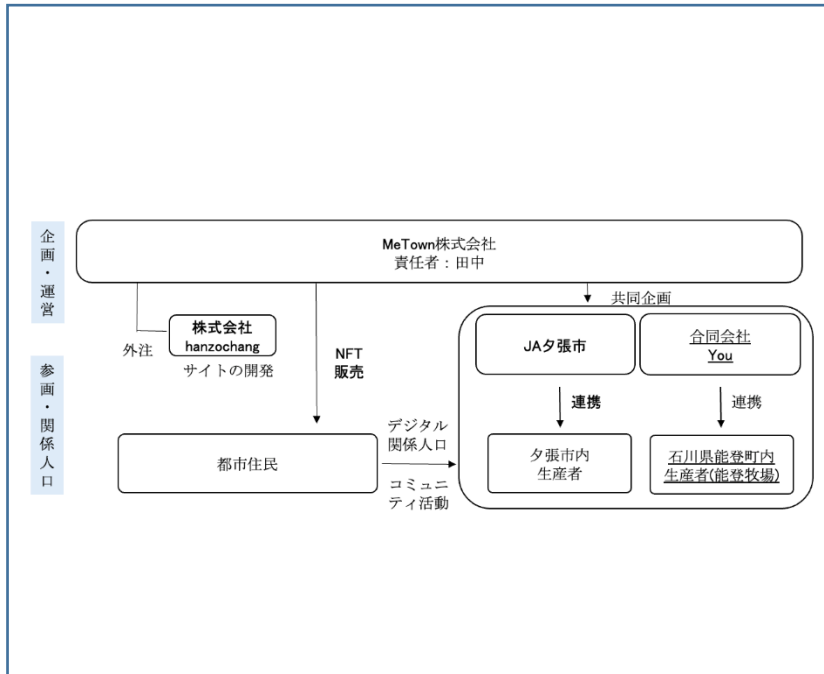 企画・運営
MeTown株式会社
責任者：田中
共同企画
外注
株式会社
hanzochang
サイトの開発
NFT
販売
JA夕張市
合同会社
You
連携
連携
参画・関係人口
都市住民
デジタル
関係人口
コミュニ
ティ活動
夕張市内
生産者
石川県能登町内
生産者(能登牧場)